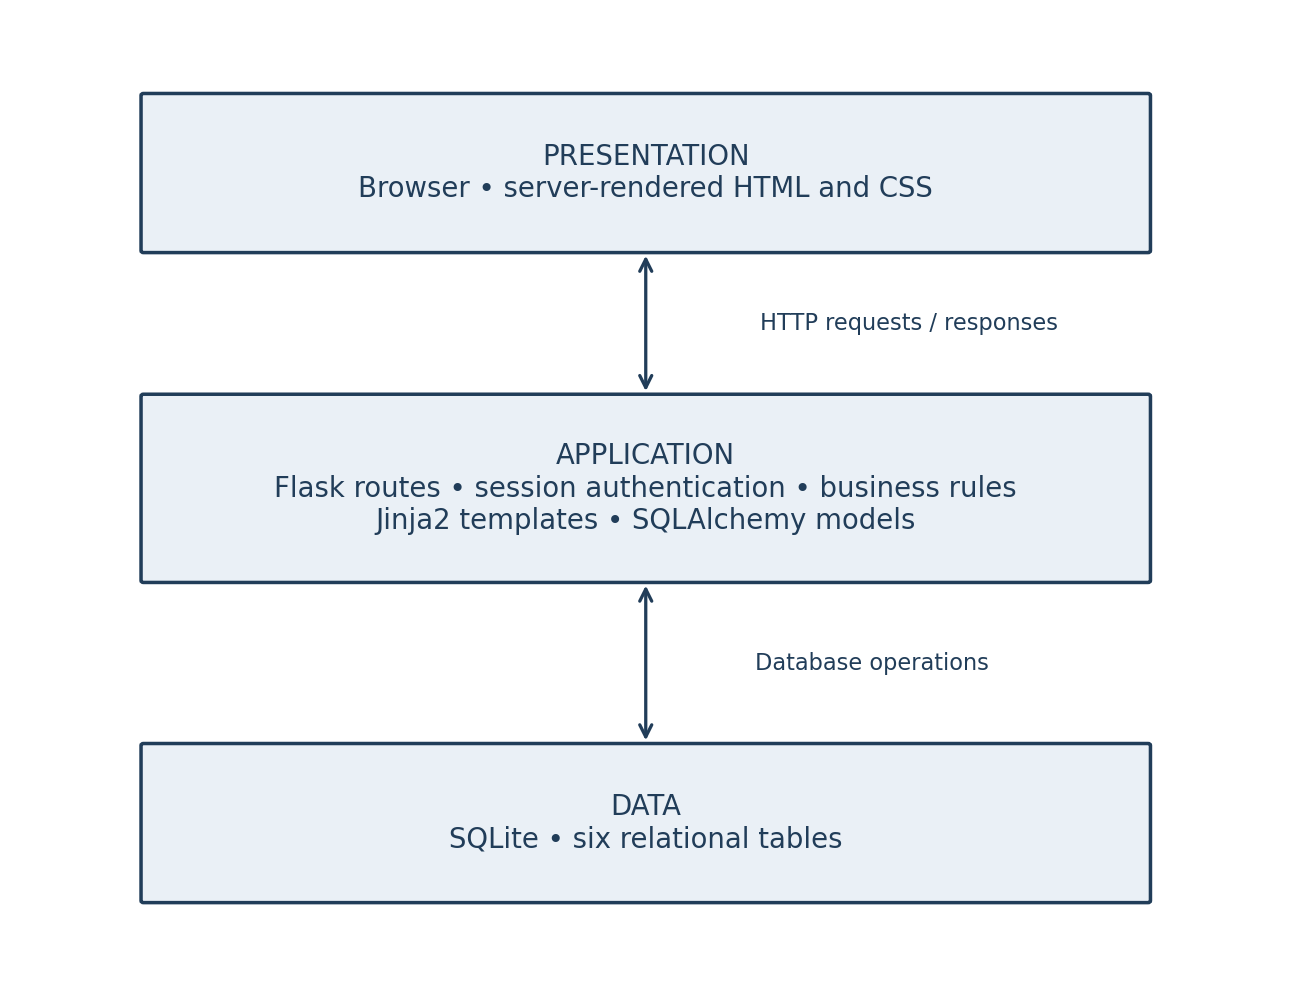 PRESENTATION
Browser • server-rendered HTML and CSS
HTTP requests / responses
APPLICATION
Flask routes • session authentication • business rules
Jinja2 templates • SQLAlchemy models
Database operations
DATA
SQLite • six relational tables